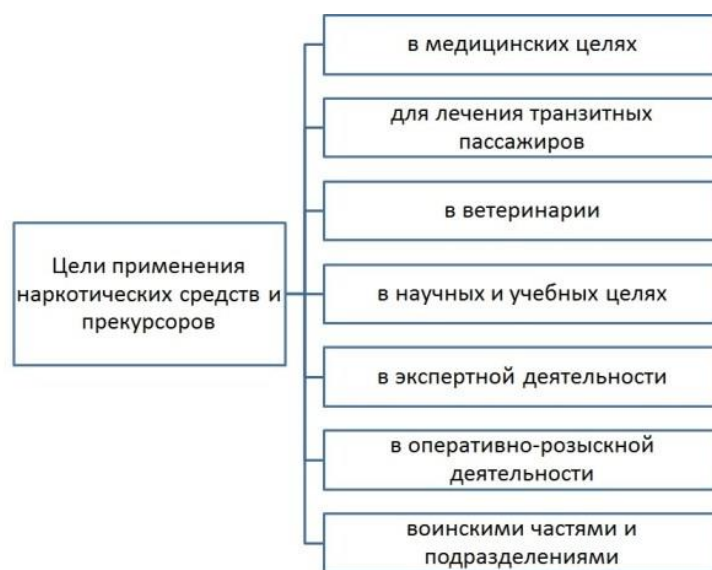 в медицинских целях
для лечения транзитных
пассажиров
в ветеринарии
Цели применения
наркотических средств и
прекурсоров
в научных и учебных целях
в экспертной деятельности
в оперативно-розыскной
деятельности
воинскими частями и
подразделениями